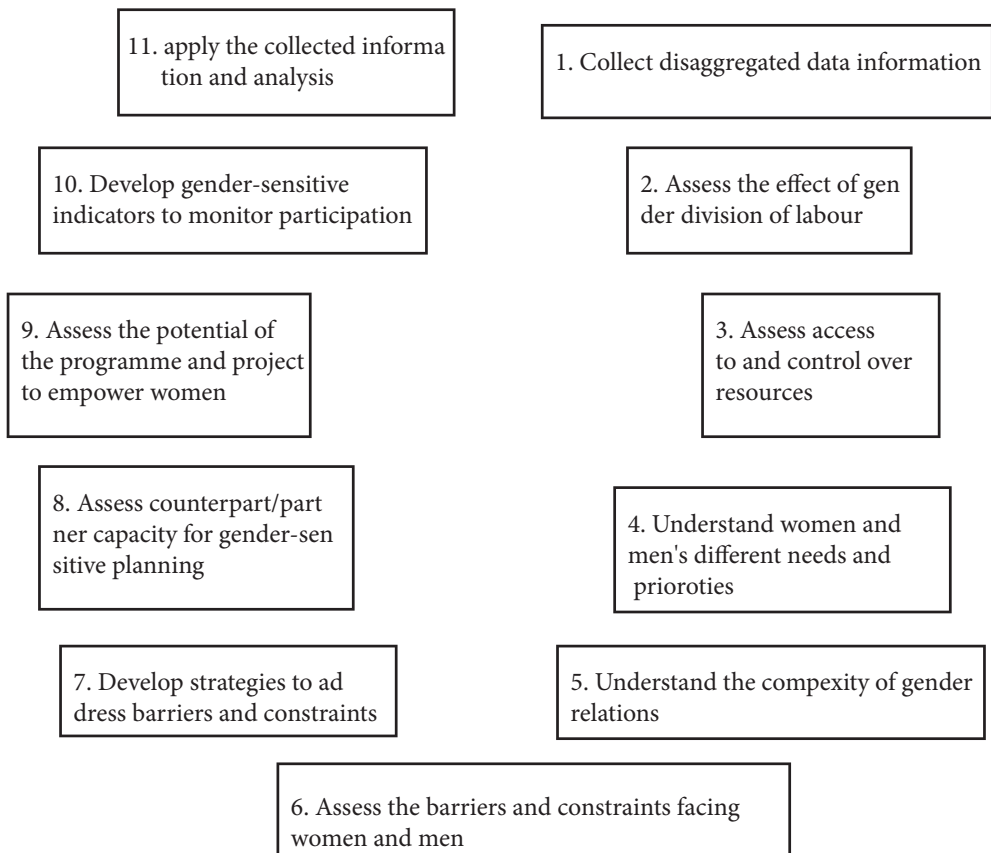 11. apply the collected informa
tion and analysis
1. Collect disaggregated data information
10. Develop gender-sensitive
indicators to monitor participation
2. Assess the effect of gen
der division of labour
9. Assess the potential of
the programme and project
to empower women
3. Assess access
to and control over
resources
8. Assess counterpart/part
ner capacity for gender-sen
sitive planning
4. Understand women and
men's different needs and
prioroties
7. Develop strategies to ad
dress barriers and constraints
5. Understand the compexity of gender
relations
6. Assess the barriers and constraints facing
women and men